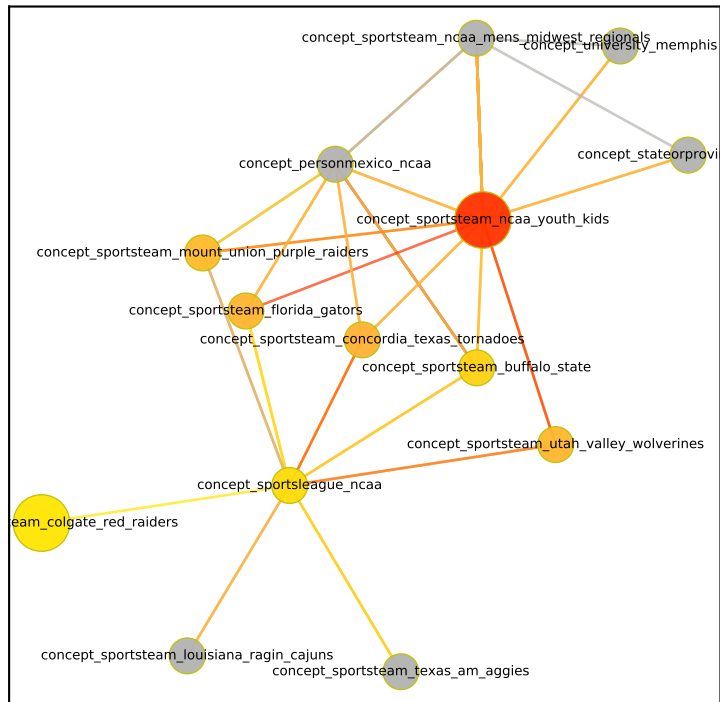 concept_sportsteam_ncaa_mens_midwest_regionals
concept_university_memphis
concept_stateorprovi
concept_personmexico_ncaa
concept_sportsteam_ncaa_youth_kids
concept_sportsteam_mount_union_purple_raiders
concept_sportsteam_florida_gators
concept_sportsteam_concordia_texas_tornadoes
concept_sportsteam_buffalo_state
concept_sportsteam_utah_valley_wolverines
concept_sportsleague_ncaa
eam_colgate_red_raiders
concept_sportsteam_louisiana_ragin_cajuns
concept_sportsteam_texas_am_aggies